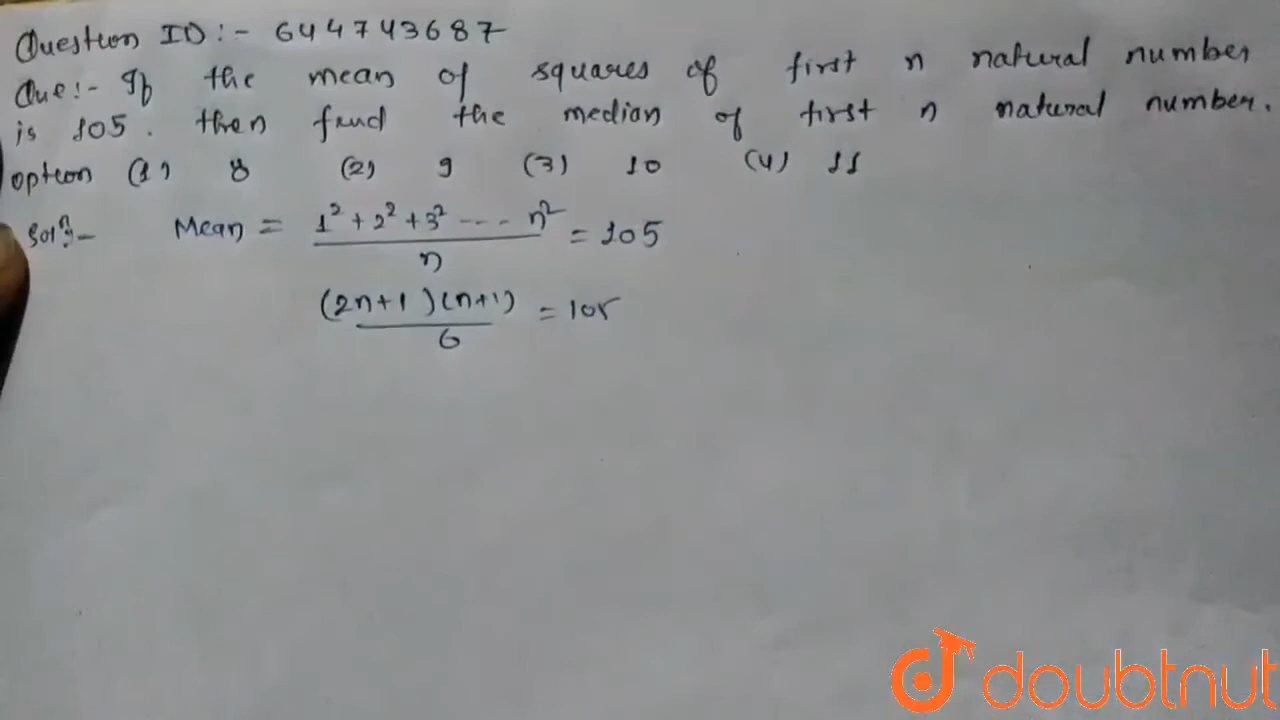 Question ID :- 644743687
Que:- If the mean of squares of first n natural number
is 105. then find the median of first n natural number.
option (1) 8 (2) 9 (3) 10 (4) 11
Solⁿ:- Mean = 1² + 2² + 3² --- n² / n = 105
(2n+1)(n+1) / 6 = 105
doubtnut